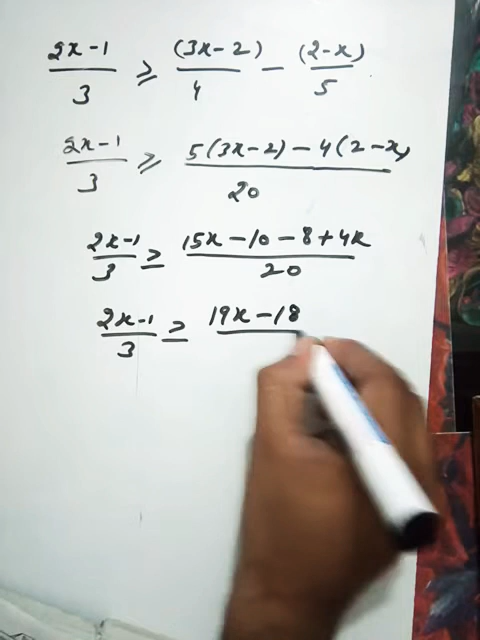 (2x-1)/3 ≥ (3x-2)/4 - (2-x)/5
(2x-1)/3 ≥ (5(3x-2)-4(2-x))/20
(2x-1)/3 ≥ (15x-10-8+4x)/20
(2x-1)/3 ≥ 19x-18